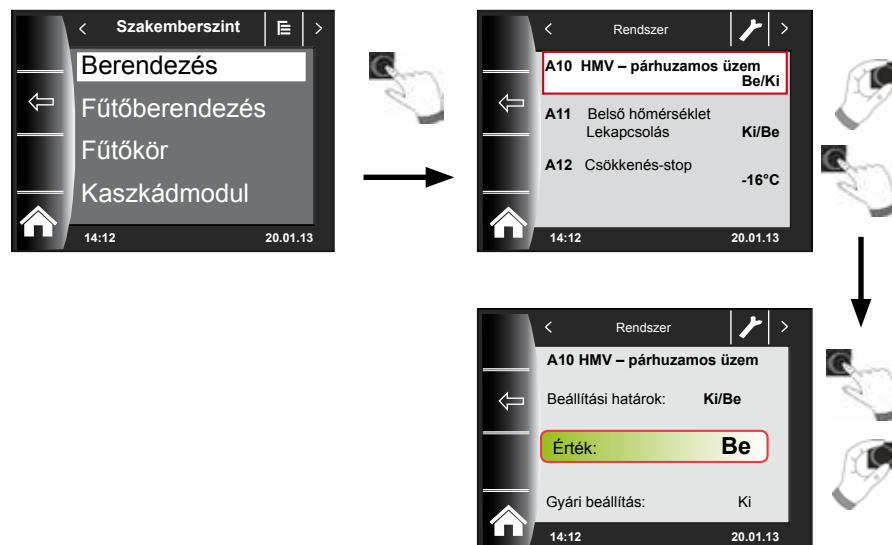 Szakemberszint
Berendezés
Fűtőberendezés
Fűtőkör
Kaszkádmodul
14:12 20.01.13
Rendszer
A10 HMV – párhuzamos üzem
Be/Ki
A11 Belső hőmérséklet
Lekapcsolás Ki/Be
A12 Csökkenés-stop
-16°C
14:12 20.01.13
Rendszer
A10 HMV – párhuzamos üzem
Beállítási határok: Ki/Be
Érték: Be
Gyári beállítás: Ki
14:12 20.01.13